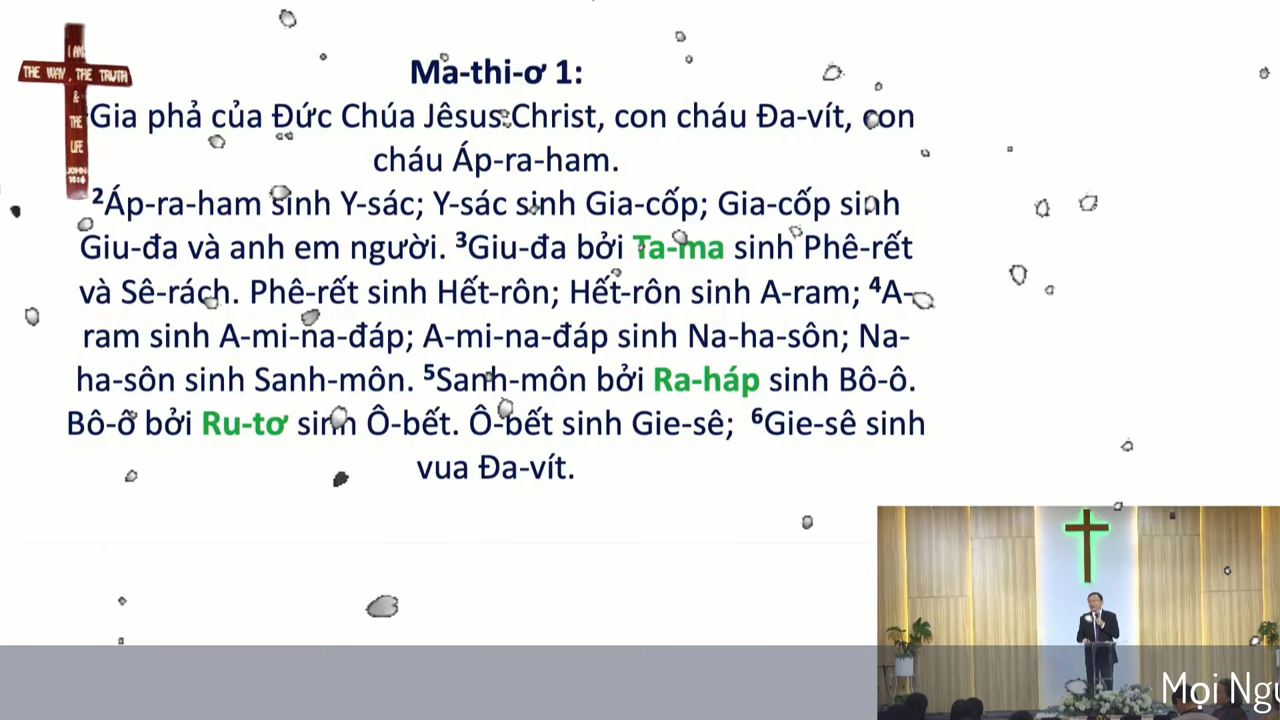 I AM
THE WAY, THE TRUTH
&
THE
LIFE
JOHN
14:6
Ma-thi-ơ 1:
Gia phả của Đức Chúa Jêsus Christ, con cháu Đa-vít, con
cháu Áp-ra-ham.
²Áp-ra-ham sinh Y-sác; Y-sác sinh Gia-cốp; Gia-cốp sinh
Giu-đa và anh em người. ³Giu-đa bởi Ta-ma sinh Phê-rết
và Sê-rách. Phê-rết sinh Hết-rôn; Hết-rôn sinh A-ram; ⁴A-
ram sinh A-mi-na-đáp; A-mi-na-đáp sinh Na-ha-sôn; Na-
ha-sôn sinh Sanh-môn. ⁵Sanh-môn bởi Ra-háp sinh Bô-ô.
Bô-ô bởi Ru-tơ sinh Ô-bết. Ô-bết sinh Gie-sê; ⁶Gie-sê sinh
vua Đa-vít.
Mọi